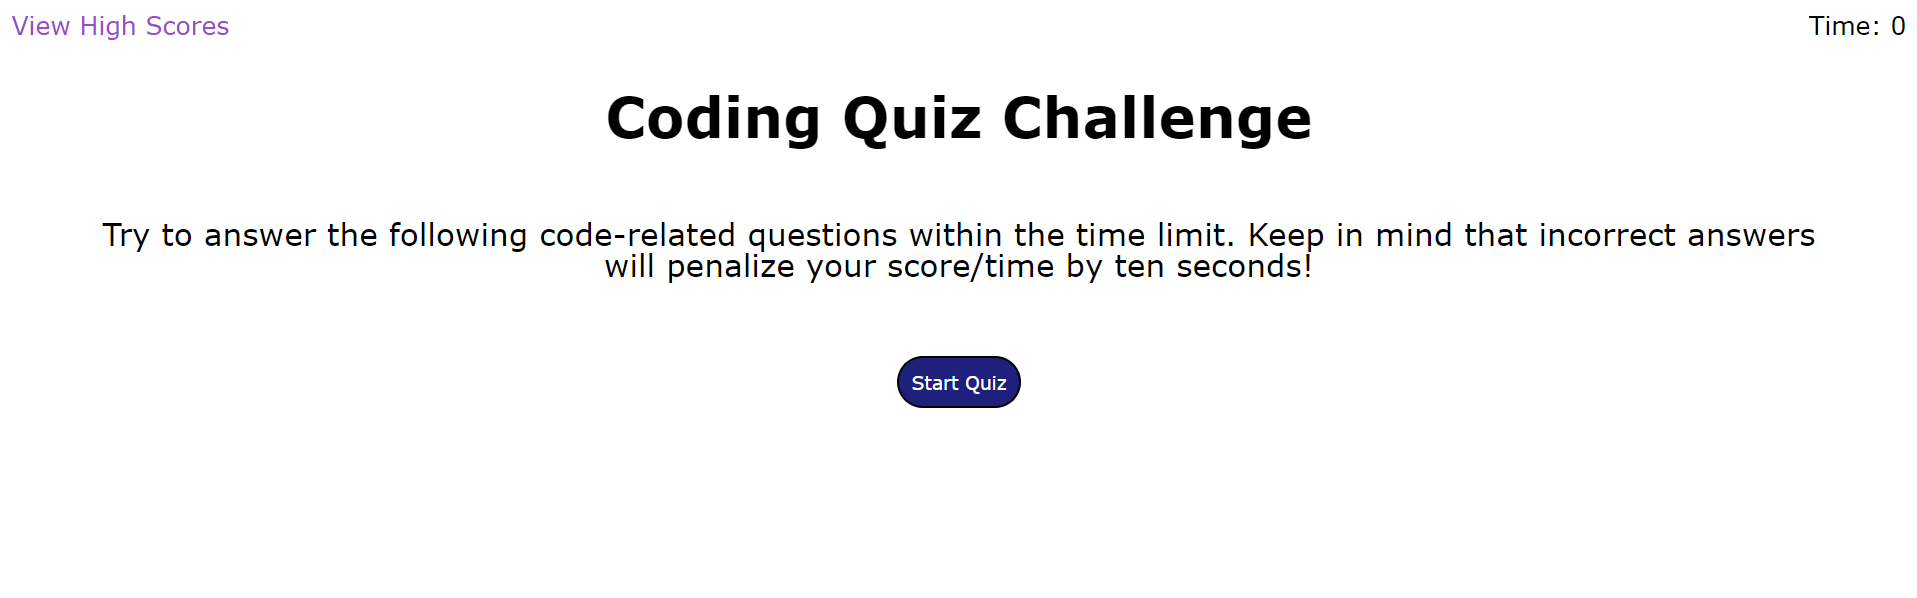 View High Scores
Time: 0
Coding Quiz Challenge
Try to answer the following code-related questions within the time limit. Keep in mind that incorrect answers
will penalize your score/time by ten seconds!
Start Quiz